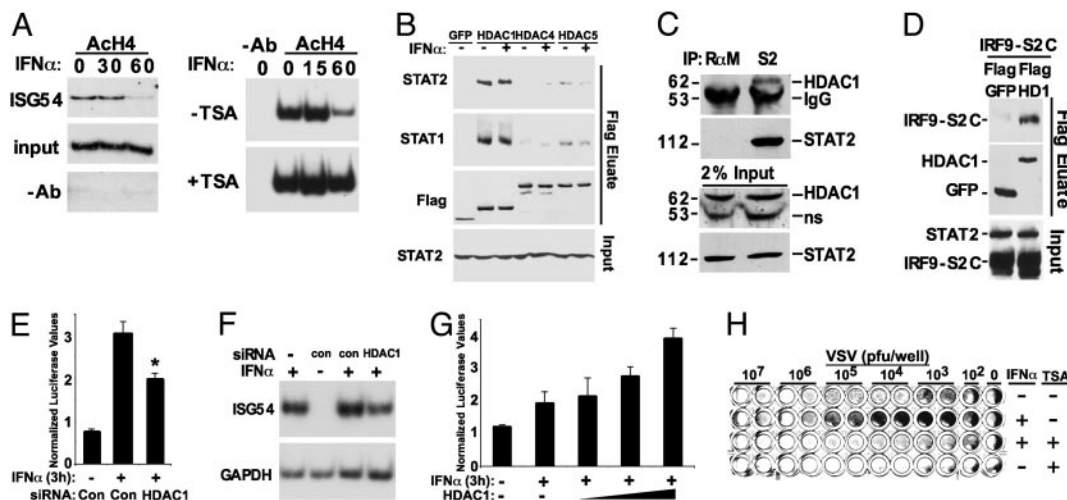 A
AcH4
IFNα: 0 30 60
ISG54
input
-Ab
-Ab AcH4
IFNα: 0 0 15 60
-TSA
+TSA
B
GFP HDAC1 HDAC4 HDAC5
IFNα: - - + - + - +
STAT2
STAT1
Flag
Flag Eluate
STAT2
Input
C
IP: RαM S2
62 HDAC1
53 IgG
112 STAT2
2% Input
62 HDAC1
53 ns
112 STAT2
D
IRF9-S2C
Flag Flag
GFP HD1
IRF9-S2C
HDAC1
GFP
Flag Eluate
STAT2
IRF9-S2C
Input
E
Normalized Luciferase Values
3
2
1
0
*
IFNα (3h): - + +
siRNA: Con Con HDAC1
F
siRNA - con con HDAC1
IFNα + - + +
ISG54
GAPDH
G
Normalized Luciferase Values
4
3
2
1
0
IFNα (3h): - + + + +
HDAC1: - -
H
VSV (pfu/well)
10⁷ 10⁶ 10⁵ 10⁴ 10³ 10² 0 IFNα TSA
- -
+ -
+ +
- +